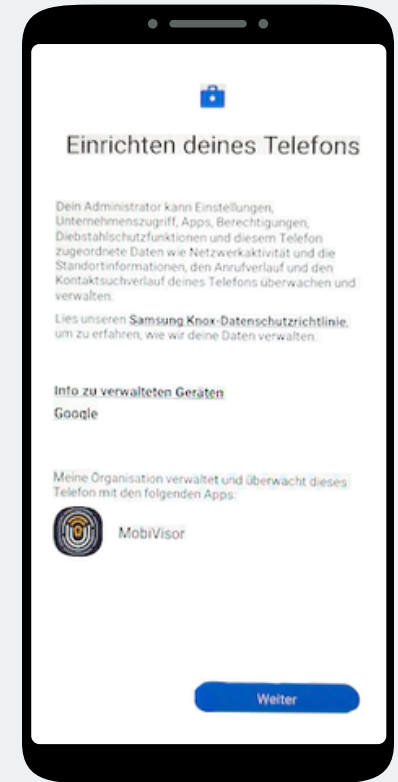 Einrichten deines Telefons
Dein Administrator kann Einstellungen,
Unternehmenszugriff, Apps, Berechtigungen,
Diebstahlschutzfunktionen und diesem Telefon
zugeordnete Daten wie Netzwerkaktivität und die
Standortinformationen, den Anrufverlauf und den
Kontaktsuchverlauf deines Telefons überwachen und
verwalten.
Lies unseren Samsung Knox-Datenschutzrichtlinie,
um zu erfahren, wie wir deine Daten verwalten.
Info zu verwalteten Geräten
Google
Meine Organisation verwaltet und überwacht dieses
Telefon mit den folgenden Apps:
MobiVisor
Weiter